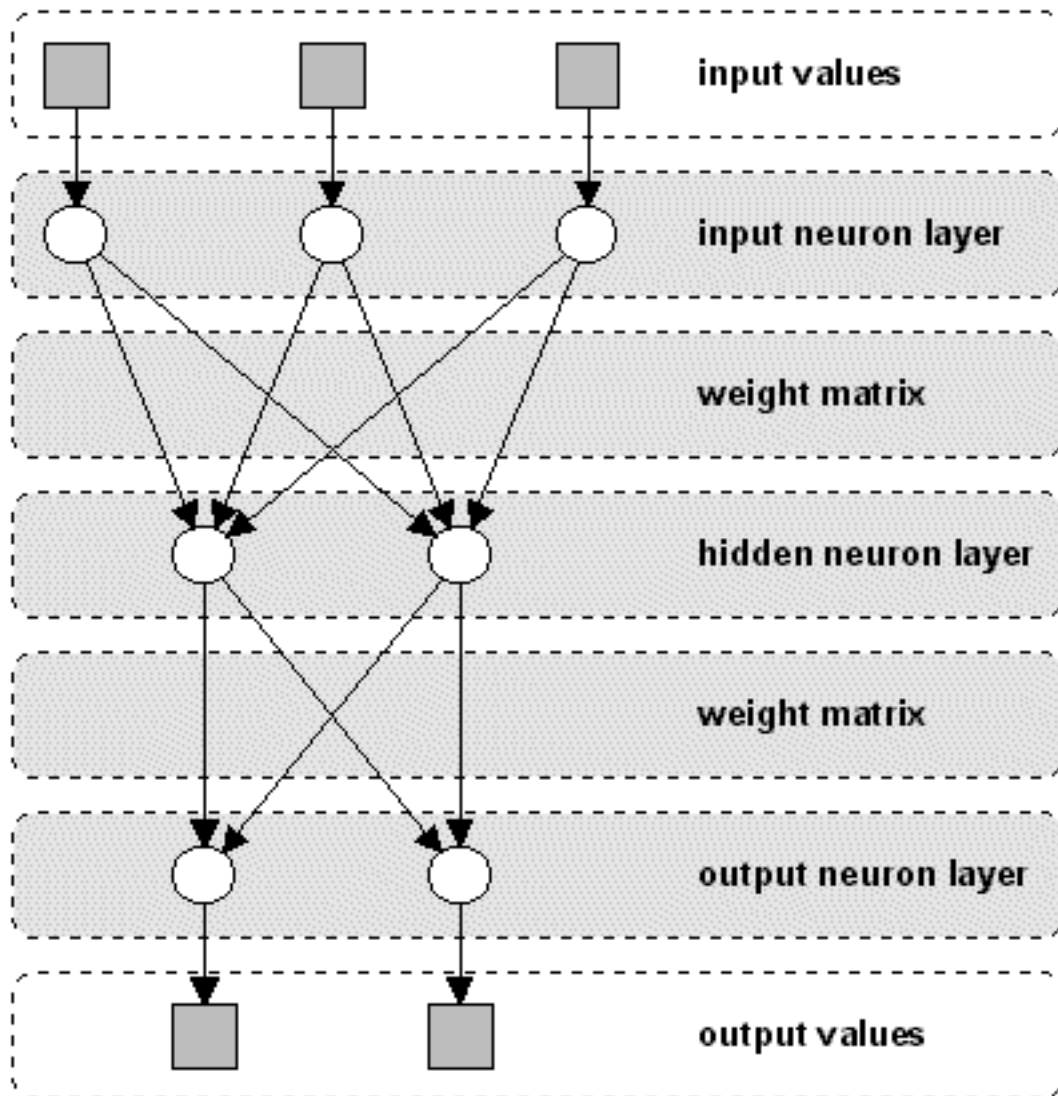 input values
input neuron layer
weight matrix
hidden neuron layer
weight matrix
output neuron layer
output values